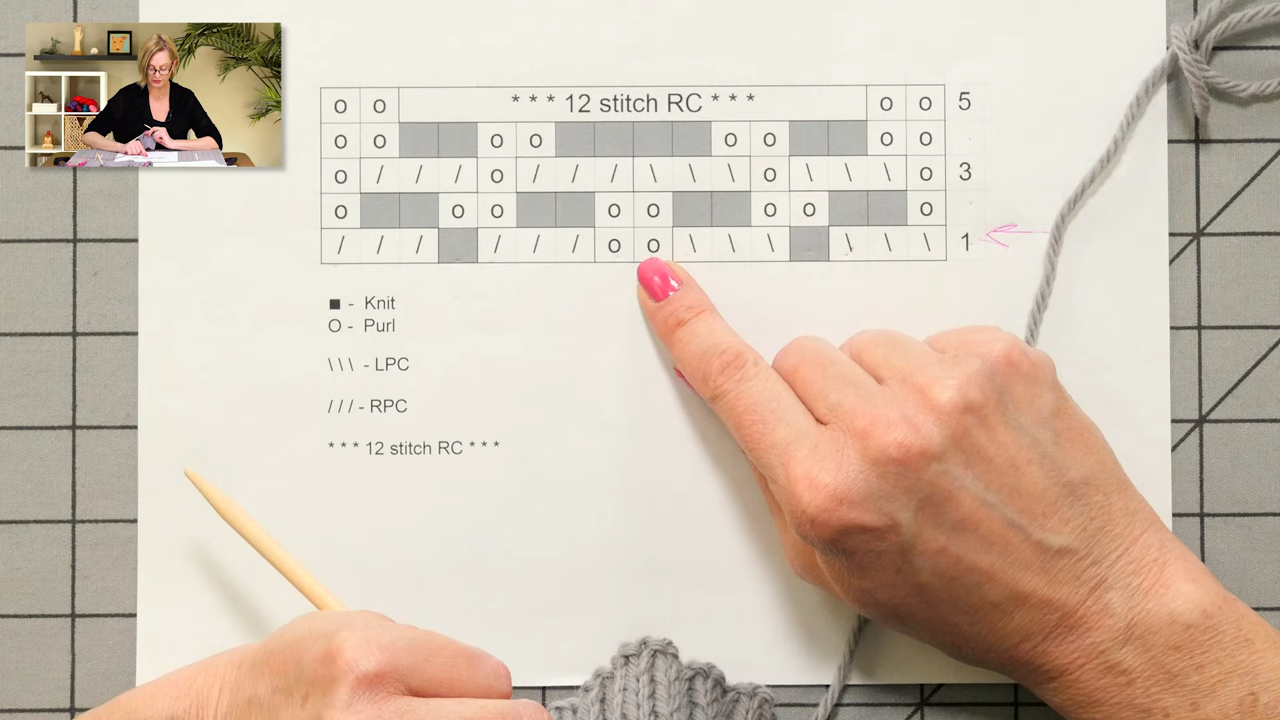 o o * * * 12 stitch RC * * * o o 5
o o o o o o o o
o / / / o / / / \ \ \ o \ \ \ o 3
o o o o o o o o
/ / / / / / o o \ \ \ \ \ \ 1
■ - Knit
O - Purl
\ \ \ - LPC
/ / / - RPC
* * * 12 stitch RC * * *